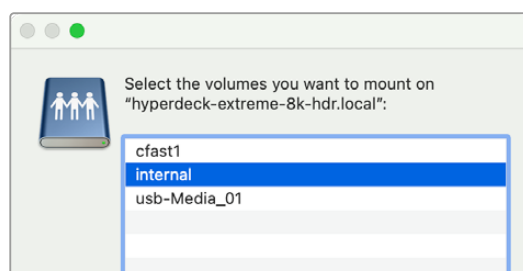 Select the volumes you want to mount on
“hyperdeck-extreme-8k-hdr.local”:
cfast1
internal
usb-Media_01